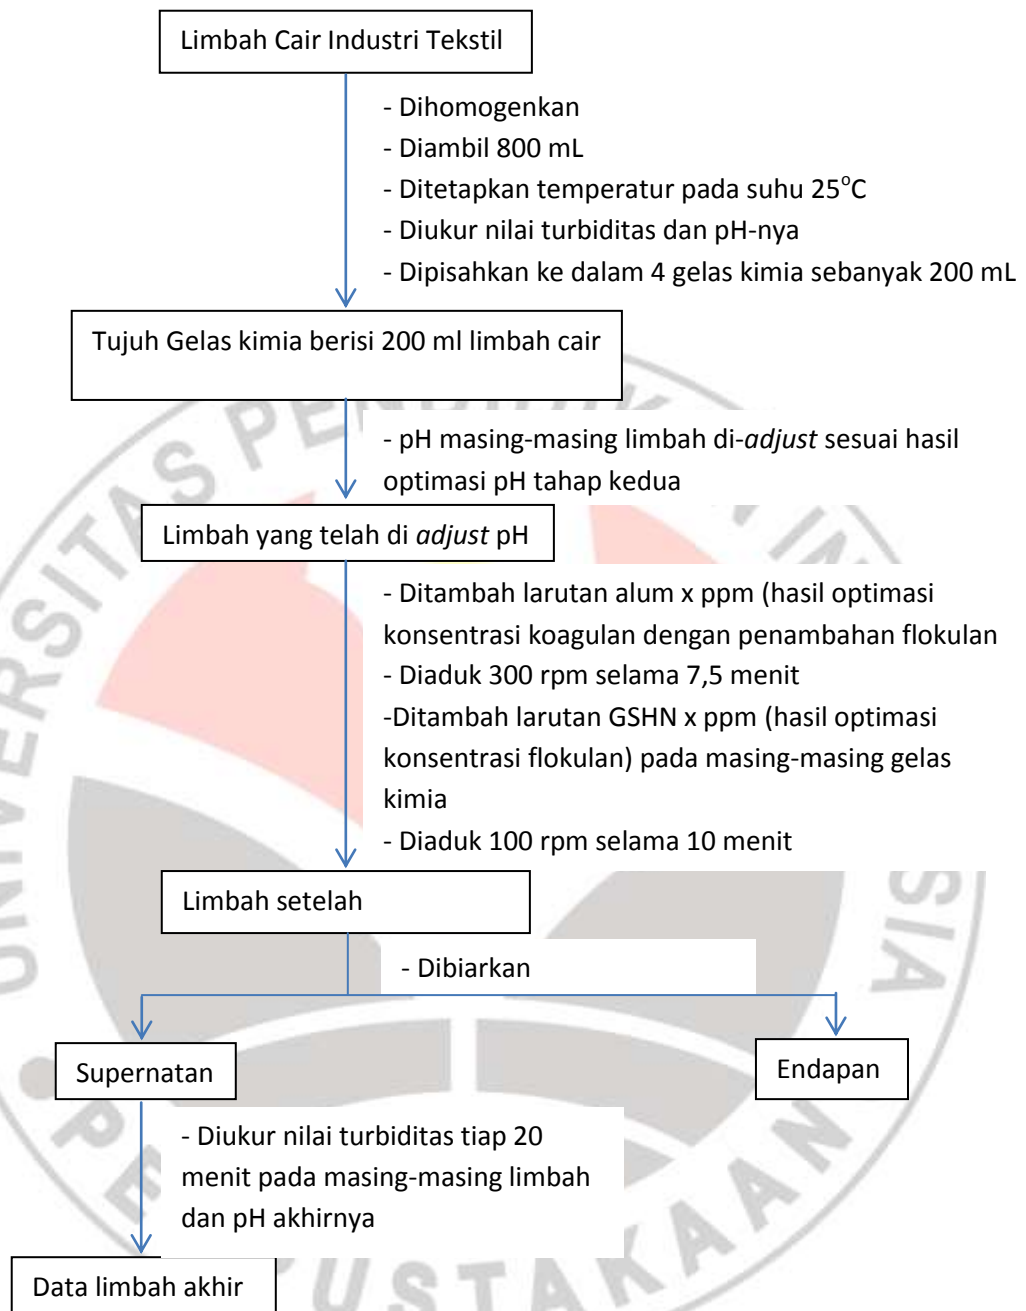 Limbah Cair Industri Tekstil
- Dihomogenkan
- Diambil 800 mL
- Ditetapkan temperatur pada suhu 25°C
- Diukur nilai turbiditas dan pH-nya
- Dipisahkan ke dalam 4 gelas kimia sebanyak 200 mL
Tujuh Gelas kimia berisi 200 ml limbah cair
- pH masing-masing limbah di-adjust sesuai hasil
optimasi pH tahap kedua
Limbah yang telah di adjust pH
- Ditambah larutan alum x ppm (hasil optimasi
konsentrasi koagulan dengan penambahan flokulan
- Diaduk 300 rpm selama 7,5 menit
-Ditambah larutan GSHN x ppm (hasil optimasi
konsentrasi flokulan) pada masing-masing gelas
kimia
- Diaduk 100 rpm selama 10 menit
Limbah setelah
- Dibiarkan
Supernatan
Endapan
- Diukur nilai turbiditas tiap 20
menit pada masing-masing limbah
dan pH akhirnya
Data limbah akhir